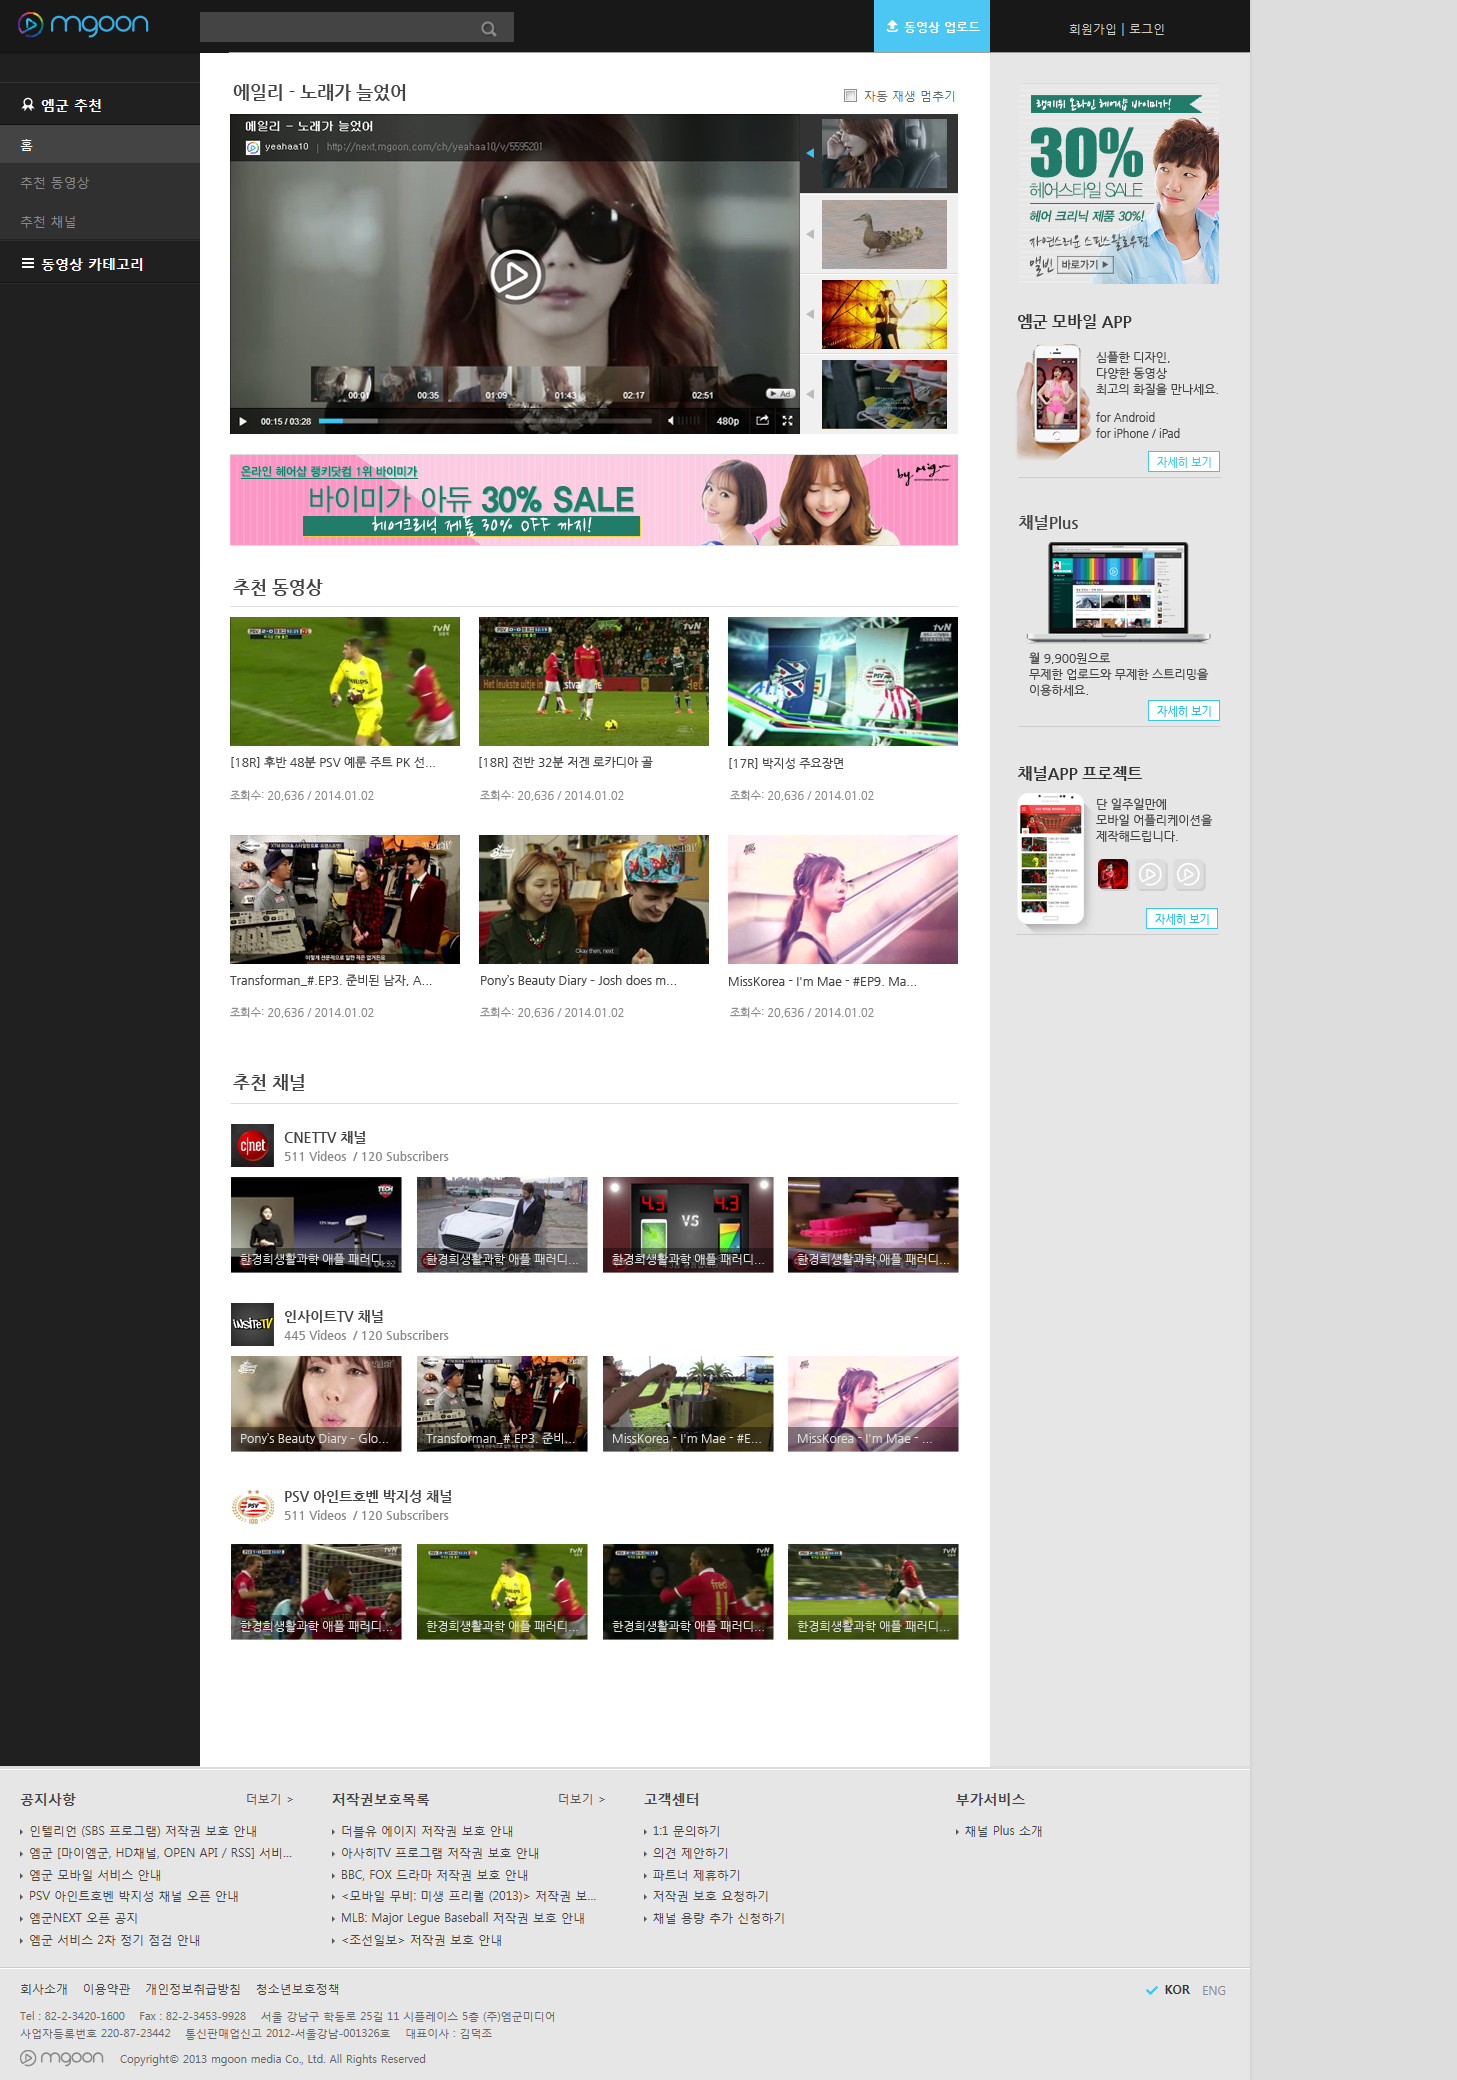 mgoon
동영상 업로드
회원가입 | 로그인
엠군 추천
홈
추천 동영상
추천 채널
동영상 카테고리
에일리 - 노래가 늘었어
자동 재생 멈추기
에일리 - 노래가 늘었어
yeahaa10 | http://next.mgoon.com/ch/yeahaa10/v/5595201
00:01 00:35 01:09 01:43 02:17 02:51
Ad
00:15 / 03:28
480p
온라인 헤어샵 랭키닷컴 1위 바이미가
바이미가 아듀 30% SALE
헤어크리닉 제품 30% OFF 까지!
랭키위 온라인 헤어샵 바이미가!
30%
헤어스타일 SALE
헤어 크리닉 제품 30%!
자연스러운 스핀스왈로우펌
앨빈 바로가기
엠군 모바일 APP
심플한 디자인,
다양한 동영상
최고의 화질을 만나세요.
for Android
for iPhone / iPad
자세히 보기
채널Plus
월 9,900원으로
무제한 업로드와 무제한 스트리밍을
이용하세요.
자세히 보기
채널APP 프로젝트
단 일주일만에
모바일 어플리케이션을
제작해드립니다.
자세히 보기
추천 동영상
[18R] 후반 48분 PSV 예룬 주트 PK 선...
조회수: 20,636 / 2014.01.02
[18R] 전반 32분 저겐 로카디아 골
조회수: 20,636 / 2014.01.02
[17R] 박지성 주요장면
조회수: 20,636 / 2014.01.02
Okay then, next.
Transforman_#.EP3. 준비된 남자, A...
조회수: 20,636 / 2014.01.02
Pony's Beauty Diary - Josh does m...
조회수: 20,636 / 2014.01.02
MissKorea - I'm Mae - #EP9. Ma...
조회수: 20,636 / 2014.01.02
추천 채널
c|net
CNETTV 채널
511 Videos / 120 Subscribers
한경희생활과학 애플 패러디...
한경희생활과학 애플 패러디...
4.3 VS 4.3
한경희생활과학 애플 패러디...
한경희생활과학 애플 패러디...
iNSiTeTV
인사이트TV 채널
445 Videos / 120 Subscribers
Pony's Beauty Diary - Glo...
Transforman_#.EP3. 준비...
MissKorea - I'm Mae - #E...
MissKorea - I'm Mae - ...
PSV
PSV 아인트호벤 박지성 채널
511 Videos / 120 Subscribers
한경희생활과학 애플 패러디...
한경희생활과학 애플 패러디...
한경희생활과학 애플 패러디...
한경희생활과학 애플 패러디...
공지사항 더보기 >
인텔리언 (SBS 프로그램) 저작권 보호 안내
엠군 [마이엠군, HD채널, OPEN API / RSS] 서비...
엠군 모바일 서비스 안내
PSV 아인트호벤 박지성 채널 오픈 안내
엠군NEXT 오픈 공지
엠군 서비스 2차 정기 점검 안내
저작권보호목록 더보기 >
더블유 에이지 저작권 보호 안내
아사히TV 프로그램 저작권 보호 안내
BBC, FOX 드라마 저작권 보호 안내
<모바일 무비: 미생 프리퀄 (2013)> 저작권 보...
MLB: Major Legue Baseball 저작권 보호 안내
<조선일보> 저작권 보호 안내
고객센터
1:1 문의하기
의견 제안하기
파트너 제휴하기
저작권 보호 요청하기
채널 용량 추가 신청하기
부가서비스
채널 Plus 소개
회사소개 이용약관 개인정보취급방침 청소년보호정책
KOR ENG
Tel : 82-2-3420-1600 Fax : 82-2-3453-9928 서울 강남구 학동로 25길 11 시플레이스 5층 (주)엠군미디어
사업자등록번호 220-87-23442 통신판매업신고 2012-서울강남-001326호 대표이사 : 김덕조
mgoon Copyright© 2013 mgoon media Co., Ltd. All Rights Reserved